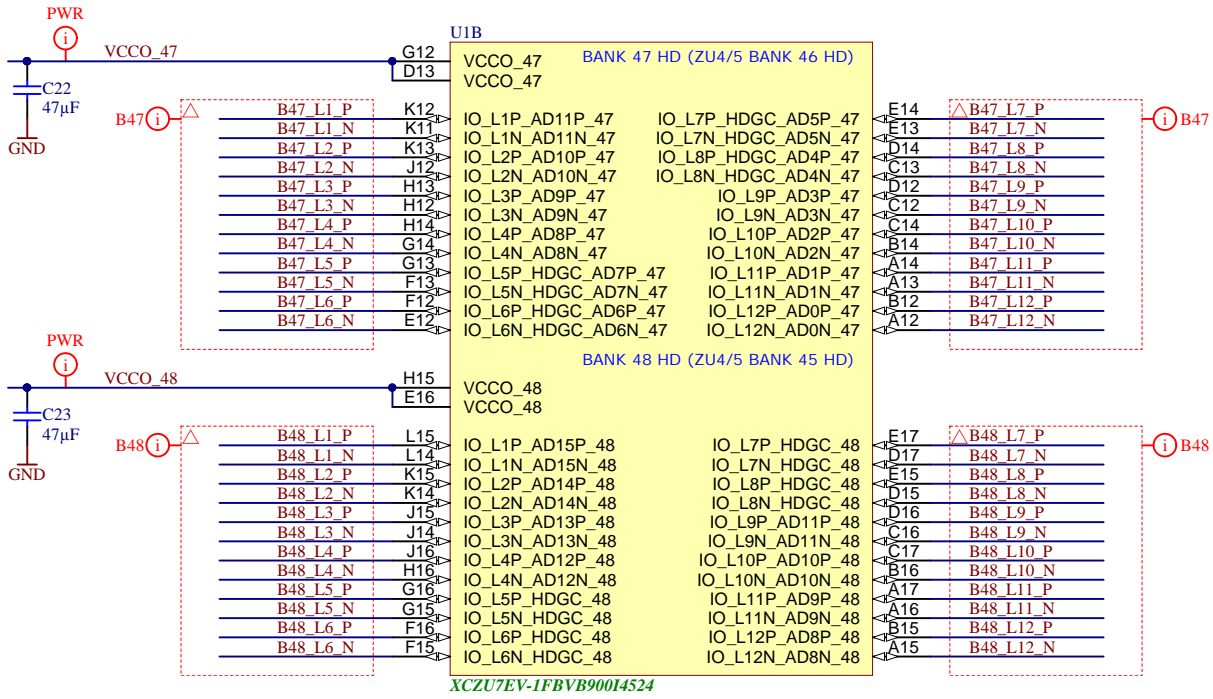 PWR
i
VCCO_47
C22
47µF
GND
U1B
BANK 47 HD (ZU4/5 BANK 46 HD)
G12 VCCO_47
D13 VCCO_47
B47 i
B47_L1_P K12 IO_L1P_AD11P_47 IO_L7P_HDGC_AD5P_47 E14 B47_L7_P
B47_L1_N K11 IO_L1N_AD11N_47 IO_L7N_HDGC_AD5N_47 E13 B47_L7_N
B47_L2_P K13 IO_L2P_AD10P_47 IO_L8P_HDGC_AD4P_47 D14 B47_L8_P
B47_L2_N J12 IO_L2N_AD10N_47 IO_L8N_HDGC_AD4N_47 C13 B47_L8_N
B47_L3_P H13 IO_L3P_AD9P_47 IO_L9P_AD3P_47 D12 B47_L9_P
B47_L3_N H12 IO_L3N_AD9N_47 IO_L9N_AD3N_47 C12 B47_L9_N
B47_L4_P H14 IO_L4P_AD8P_47 IO_L10P_AD2P_47 C14 B47_L10_P
B47_L4_N G14 IO_L4N_AD8N_47 IO_L10N_AD2N_47 B14 B47_L10_N
B47_L5_P G13 IO_L5P_HDGC_AD7P_47 IO_L11P_AD1P_47 A14 B47_L11_P
B47_L5_N F13 IO_L5N_HDGC_AD7N_47 IO_L11N_AD1N_47 A13 B47_L11_N
B47_L6_P F12 IO_L6P_HDGC_AD6P_47 IO_L12P_AD0P_47 B12 B47_L12_P
B47_L6_N E12 IO_L6N_HDGC_AD6N_47 IO_L12N_AD0N_47 A12 B47_L12_N
i B47
PWR
i
VCCO_48
C23
47µF
GND
BANK 48 HD (ZU4/5 BANK 45 HD)
H15 VCCO_48
E16 VCCO_48
B48 i
B48_L1_P L15 IO_L1P_AD15P_48 IO_L7P_HDGC_48 E17 B48_L7_P
B48_L1_N L14 IO_L1N_AD15N_48 IO_L7N_HDGC_48 D17 B48_L7_N
B48_L2_P K15 IO_L2P_AD14P_48 IO_L8P_HDGC_48 E15 B48_L8_P
B48_L2_N K14 IO_L2N_AD14N_48 IO_L8N_HDGC_48 D15 B48_L8_N
B48_L3_P J15 IO_L3P_AD13P_48 IO_L9P_AD11P_48 D16 B48_L9_P
B48_L3_N J14 IO_L3N_AD13N_48 IO_L9N_AD11N_48 C16 B48_L9_N
B48_L4_P J16 IO_L4P_AD12P_48 IO_L10P_AD10P_48 C17 B48_L10_P
B48_L4_N H16 IO_L4N_AD12N_48 IO_L10N_AD10N_48 B16 B48_L10_N
B48_L5_P G16 IO_L5P_HDGC_48 IO_L11P_AD9P_48 A17 B48_L11_P
B48_L5_N G15 IO_L5N_HDGC_48 IO_L11N_AD9N_48 A16 B48_L11_N
B48_L6_P F16 IO_L6P_HDGC_48 IO_L12P_AD8P_48 B15 B48_L12_P
B48_L6_N F15 IO_L6N_HDGC_48 IO_L12N_AD8N_48 A15 B48_L12_N
i B48
XCZU7EV-1FBVB900I4524